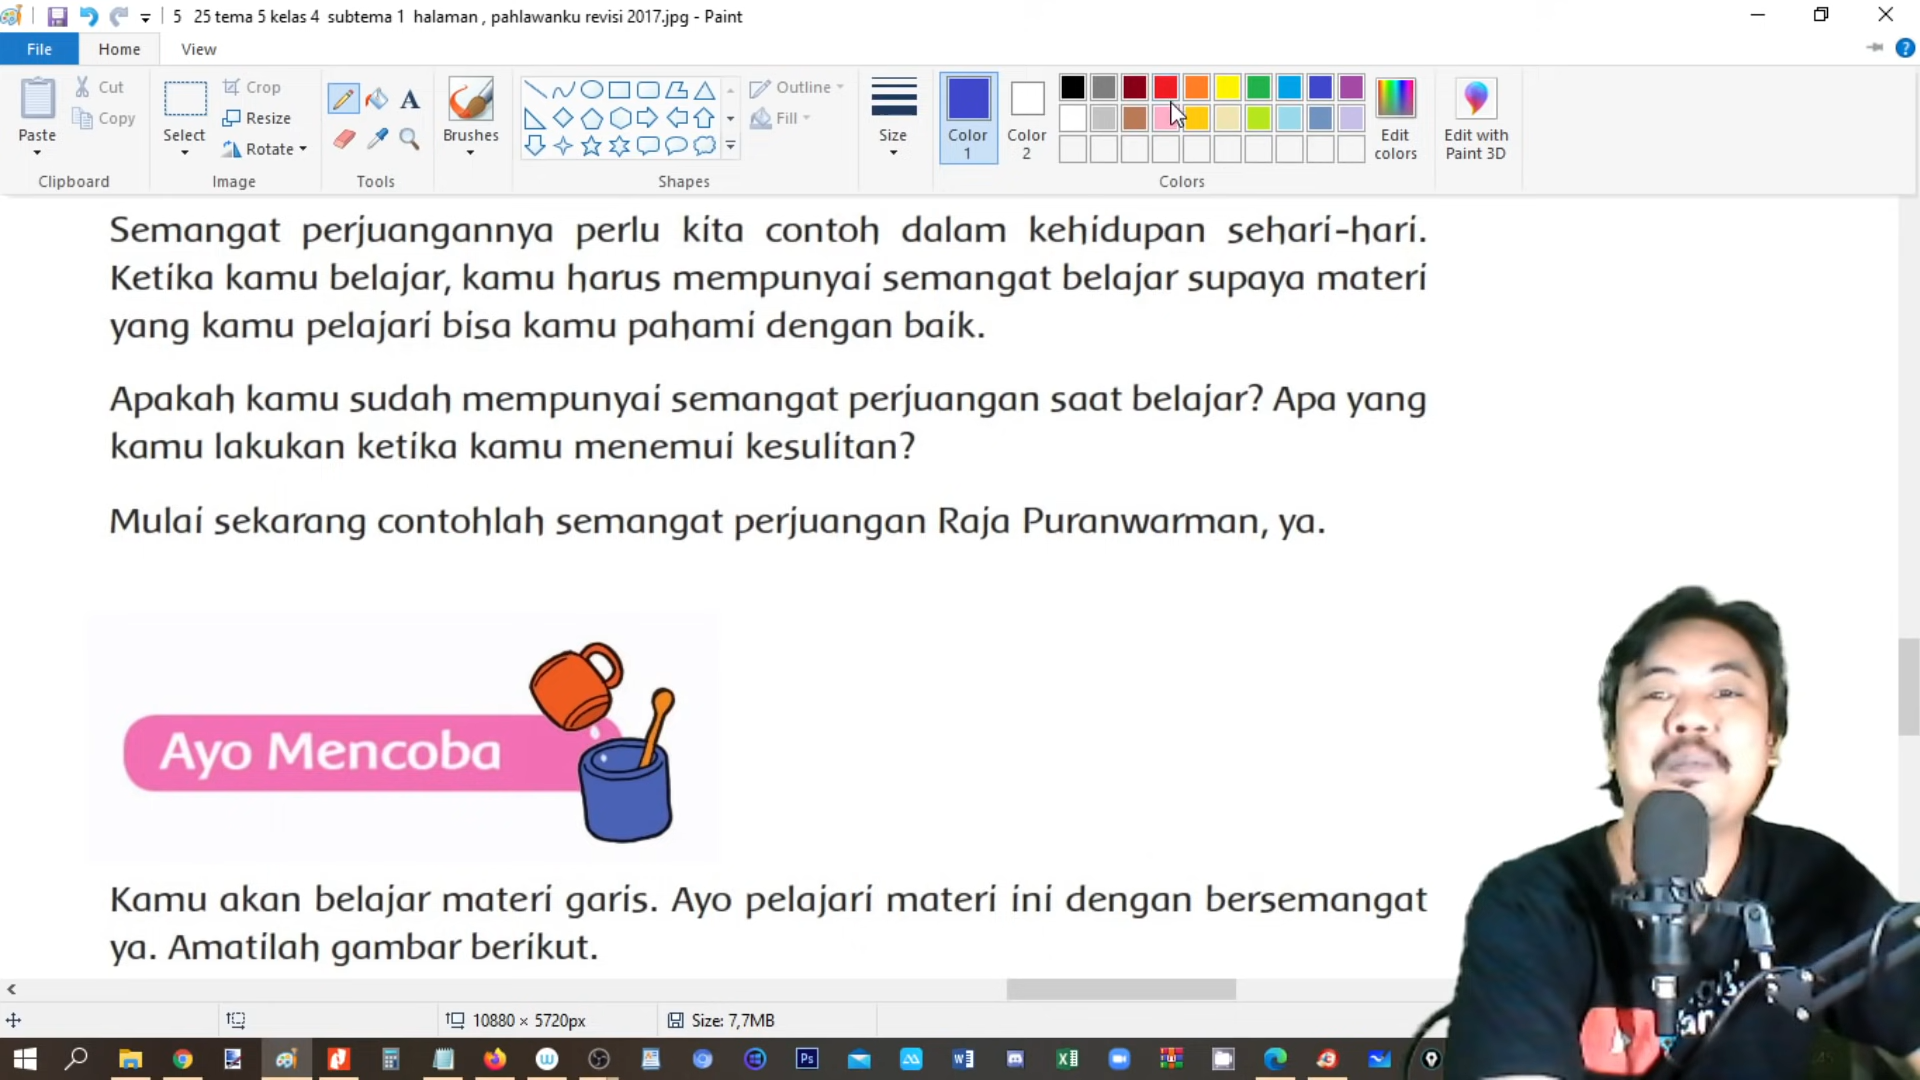 5 25 tema 5 kelas 4 subtema 1 halaman , pahlawanku revisi 2017.jpg - Paint
File Home View
Paste
Cut
Copy
Clipboard
Select
Crop
Resize
Rotate
Image
A
Tools
Brushes
Shapes
Outline
Fill
Size
Color 1
Color 2
Colors
Edit colors
Edit with Paint 3D
Semangat perjuangannya perlu kita contoh dalam kehidupan sehari-hari.
Ketika kamu belajar, kamu harus mempunyai semangat belajar supaya materi
yang kamu pelajari bisa kamu pahami dengan baik.
Apakah kamu sudah mempunyai semangat perjuangan saat belajar? Apa yang
kamu lakukan ketika kamu menemui kesulitan?
Mulai sekarang contohlah semangat perjuangan Raja Puranwarman, ya.
Ayo Mencoba
Kamu akan belajar materi garis. Ayo pelajari materi ini dengan bersemangat
ya. Amatilah gambar berikut.
10880 × 5720px
Size: 7,7MB
Ps